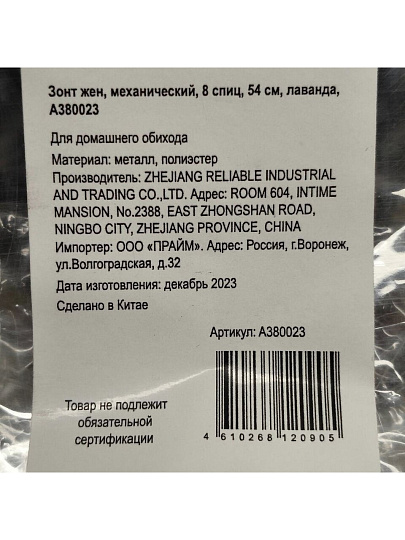 Зонт жен, механический, 8 спиц, 54 см, лаванда,
А380023
Для домашнего обихода
Материал: металл, полиэстер
Производитель: ZHEJIANG RELIABLE INDUSTRIAL
AND TRADING CO.,LTD. Адрес: ROOM 604, INTIME
MANSION, No.2388, EAST ZHONGSHAN ROAD,
NINGBO CITY, ZHEJIANG PROVINCE, CHINA
Импортер: ООО «ПРАЙМ». Адрес: Россия, г.Воронеж,
ул.Волгоградская, д.32
Дата изготовления: декабрь 2023
Сделано в Китае
Артикул: А380023
Товар не подлежит
обязательной
сертификации
4 610268 120905